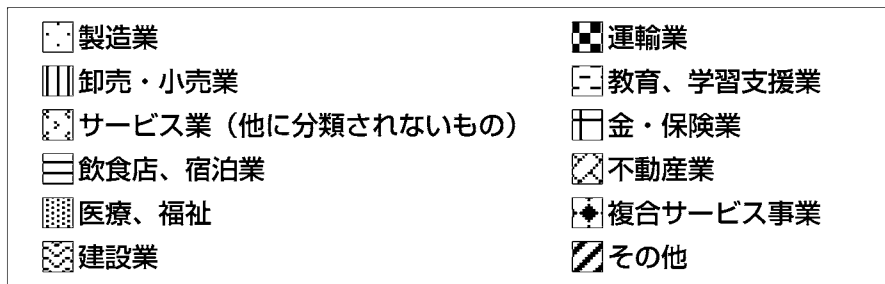 製造業
卸売・小売業
サービス業（他に分類されないもの）
飲食店、宿泊業
医療、福祉
建設業
運輸業
教育、学習支援業
金・保険業
不動産業
複合サービス事業
その他